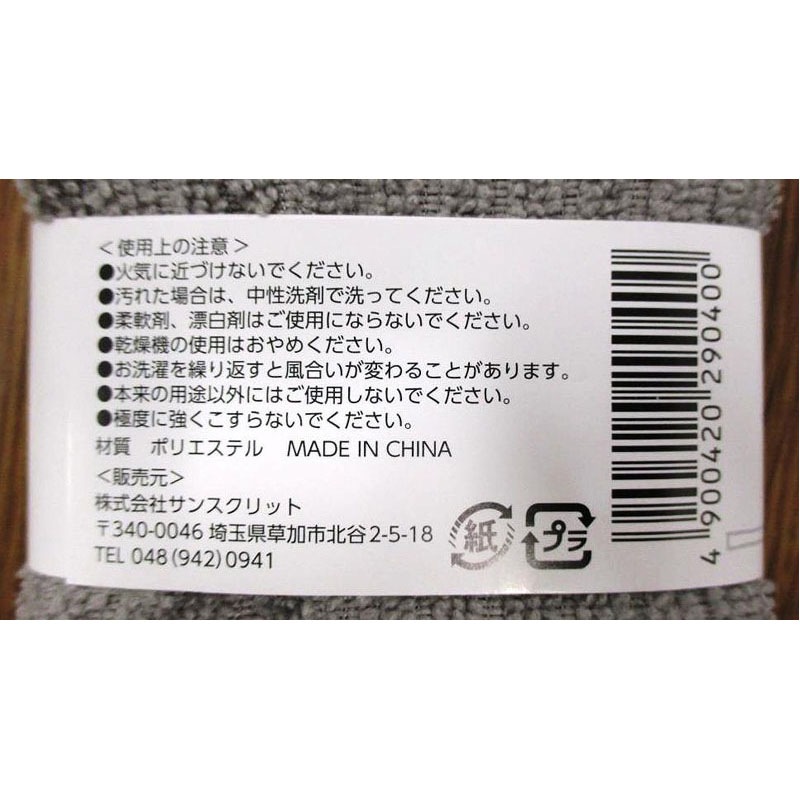 ＜使用上の注意＞
●火気に近づけないでください。
●汚れた場合は、中性洗剤で洗ってください。
●柔軟剤、漂白剤はご使用にならないでください。
●乾燥機の使用はおやめください。
●お洗濯を繰り返すと風合いが変わることがあります。
●本来の用途以外にはご使用しないでください。
●極度に強くこすらないでください。
材質　ポリエステル　MADE IN CHINA
＜販売元＞
株式会社サンスクリット
〒340-0046 埼玉県草加市北谷2-5-18
TEL 048(942)0941
紙
プラ
4900420290400